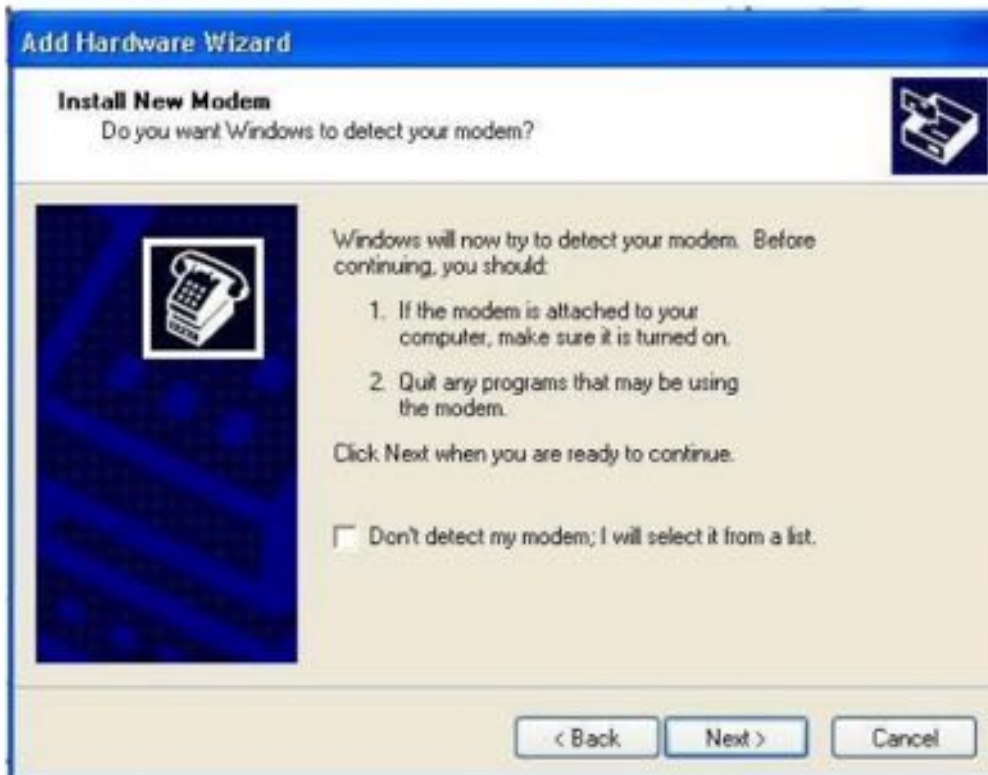 Add Hardware Wizard
Install New Modem
Do you want Windows to detect your modem?
Windows will now try to detect your modem. Before
continuing, you should:
1. If the modem is attached to your
computer, make sure it is turned on.
2. Quit any programs that may be using
the modem.
Click Next when you are ready to continue.
Don't detect my modem; I will select it from a list.
< Back Next > Cancel